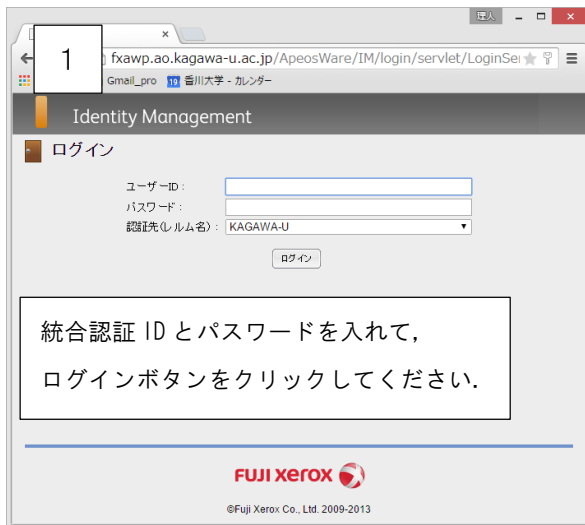 理人
1
fxawp.ao.kagawa-u.ac.jp/ApeosWare/IM/login/servlet/LoginSer
Gmail_pro 19 香川大学 - カレンダー
Identity Management
ログイン
ユーザーID :
パスワード :
認証先(レルム名) : KAGAWA-U
ログイン
統合認証 ID とパスワードを入れて,
ログインボタンをクリックしてください.
FUJI xerox
©Fuji Xerox Co., Ltd. 2009-2013